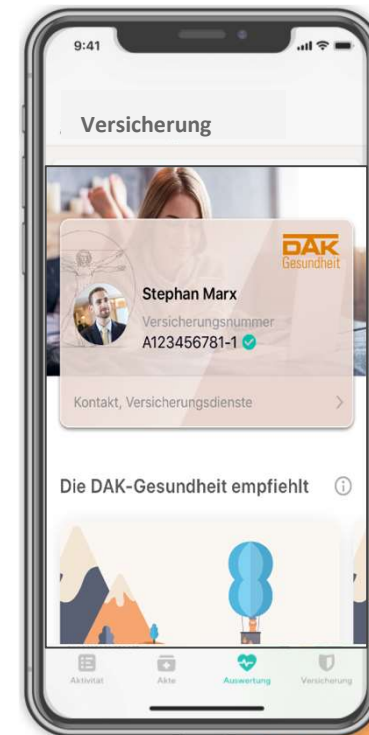 9:41
Versicherung
DAK
Gesundheit
Stephan Marx
Versicherungsnummer
A123456781-1
Kontakt, Versicherungsdienste
Die DAK-Gesundheit empfiehlt
Aktivität
Akte
Auswertung
Versicherung